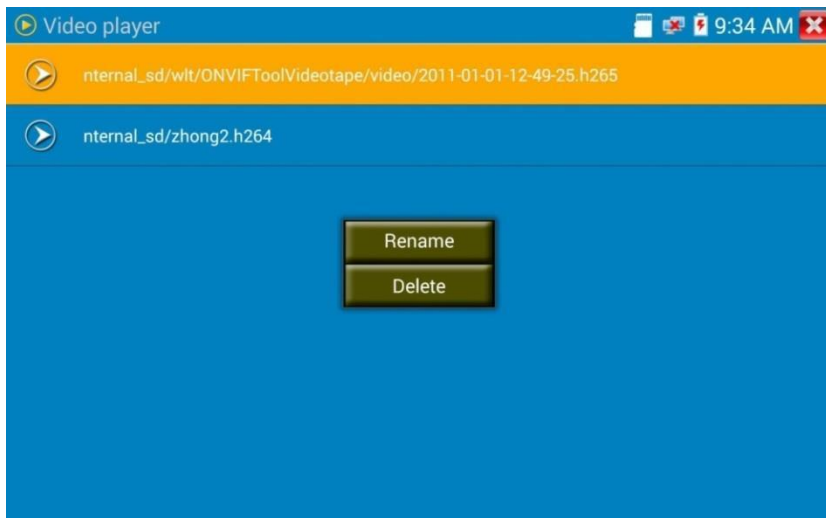 Video player 9:34 AM
nternal_sd/wlt/ONVIFToolVideotape/video/2011-01-01-12-49-25.h265
nternal_sd/zhong2.h264
Rename
Delete